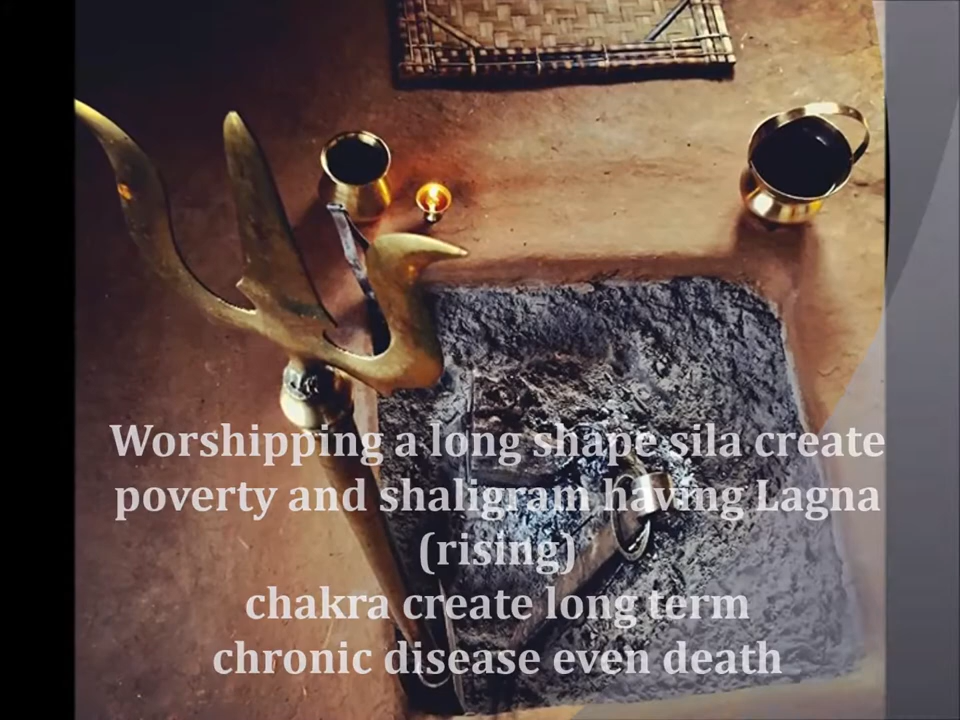 Worshipping a long shape sila create
poverty and shaligram having Lagna
(rising)
chakra create long term
chronic disease even death